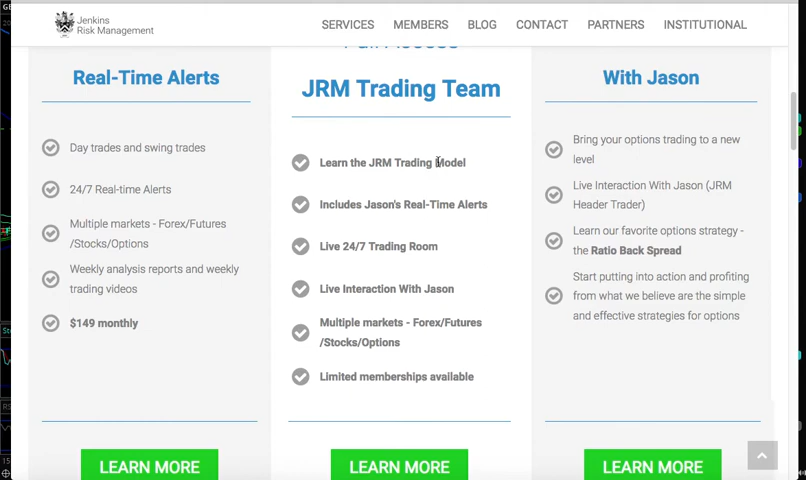 Jenkins
Risk Management
SERVICES
MEMBERS
BLOG
CONTACT
PARTNERS
INSTITUTIONAL
Real-Time Alerts
Day trades and swing trades
24/7 Real-time Alerts
Multiple markets - Forex/Futures
/Stocks/Options
Weekly analysis reports and weekly
trading videos
$149 monthly
LEARN MORE
JRM Trading Team
Learn the JRM Trading Model
Includes Jason's Real-Time Alerts
Live 24/7 Trading Room
Live Interaction With Jason
Multiple markets - Forex/Futures
/Stocks/Options
Limited memberships available
LEARN MORE
With Jason
Bring your options trading to a new
level
Live Interaction With Jason (JRM
Header Trader)
Learn our favorite options strategy -
the Ratio Back Spread
Start putting into action and profiting
from what we believe are the simple
and effective strategies for options
LEARN MORE